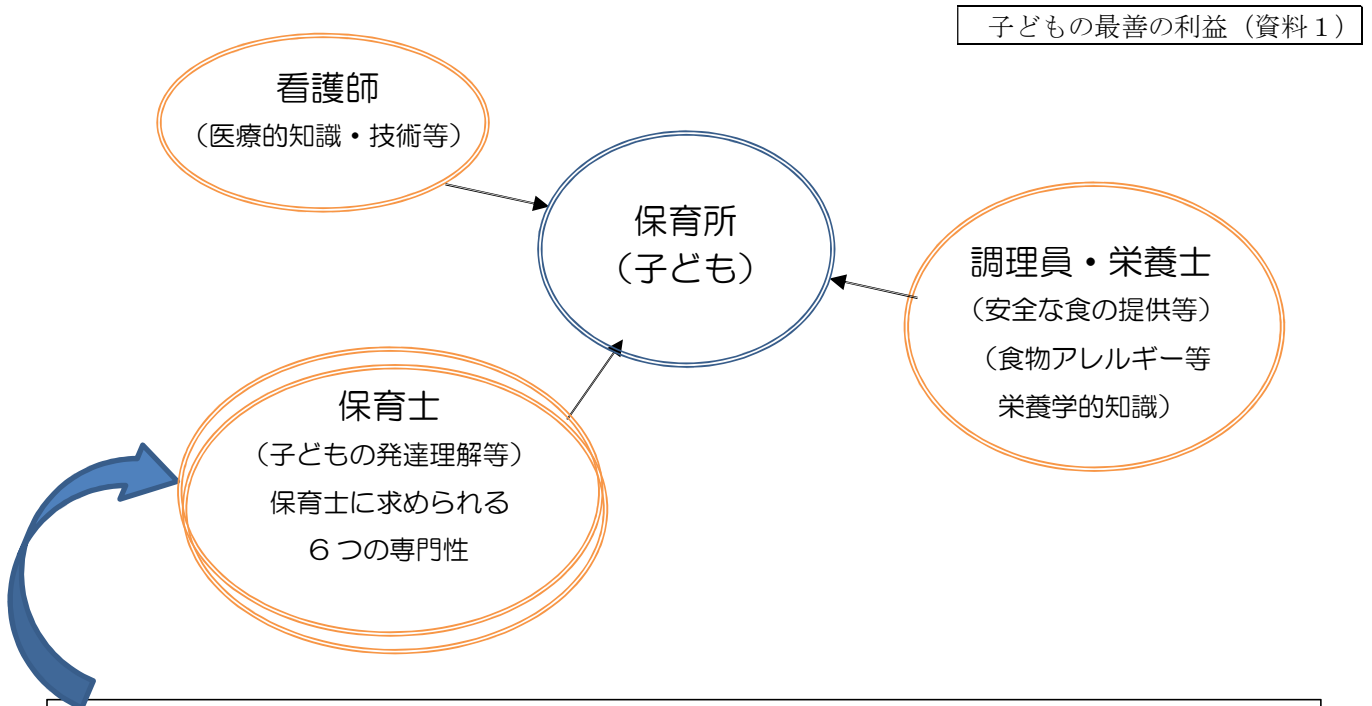 子どもの最善の利益（資料１）
看護師
（医療的知識・技術等）
保育所
（子ども）
調理員・栄養士
（安全な食の提供等）
（食物アレルギー等
栄養学的知識）
保育士
（子どもの発達理解等）
保育士に求められる
６つの専門性